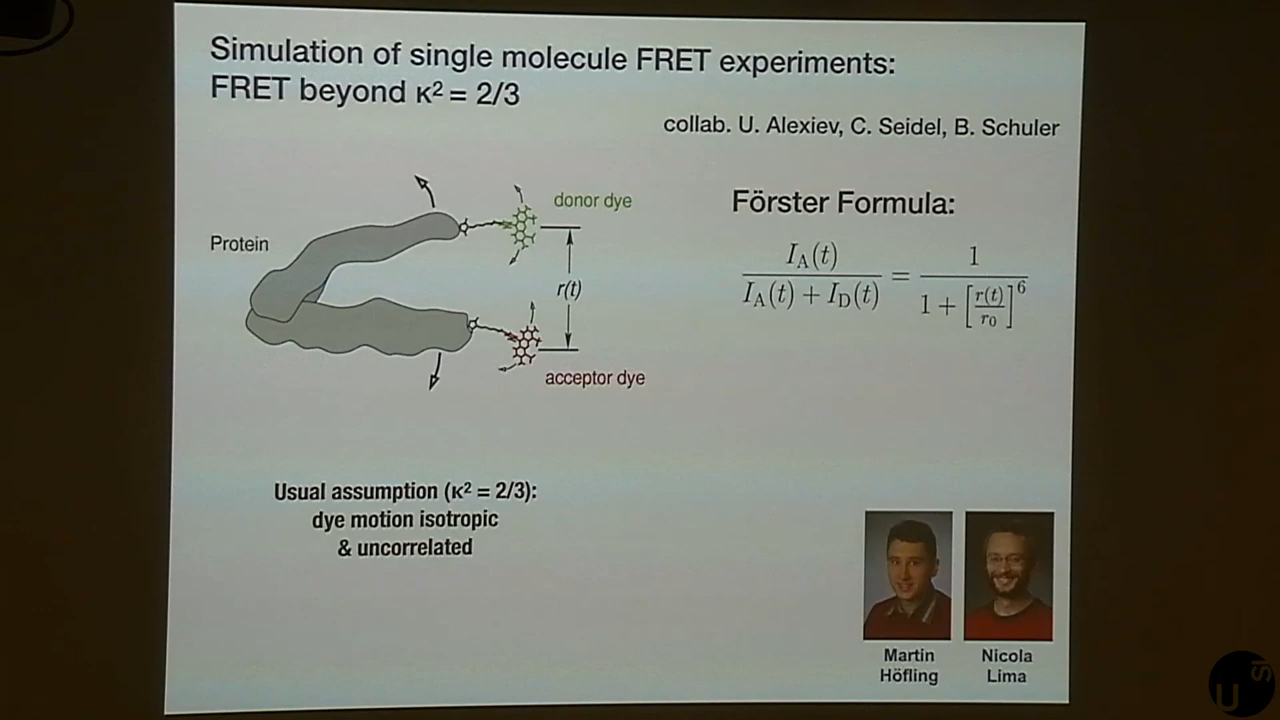 Simulation of single molecule FRET experiments:
FRET beyond κ² = 2/3
collab. U. Alexiev, C. Seidel, B. Schuler
donor dye
Protein
r(t)
acceptor dye
Förster Formula:
I_A(t) / (I_A(t) + I_D(t)) = 1 / (1 + [r(t)/r_0]^6)
Usual assumption (κ² = 2/3):
dye motion isotropic
& uncorrelated
Martin
Höfling
Nicola
Lima
U
SI